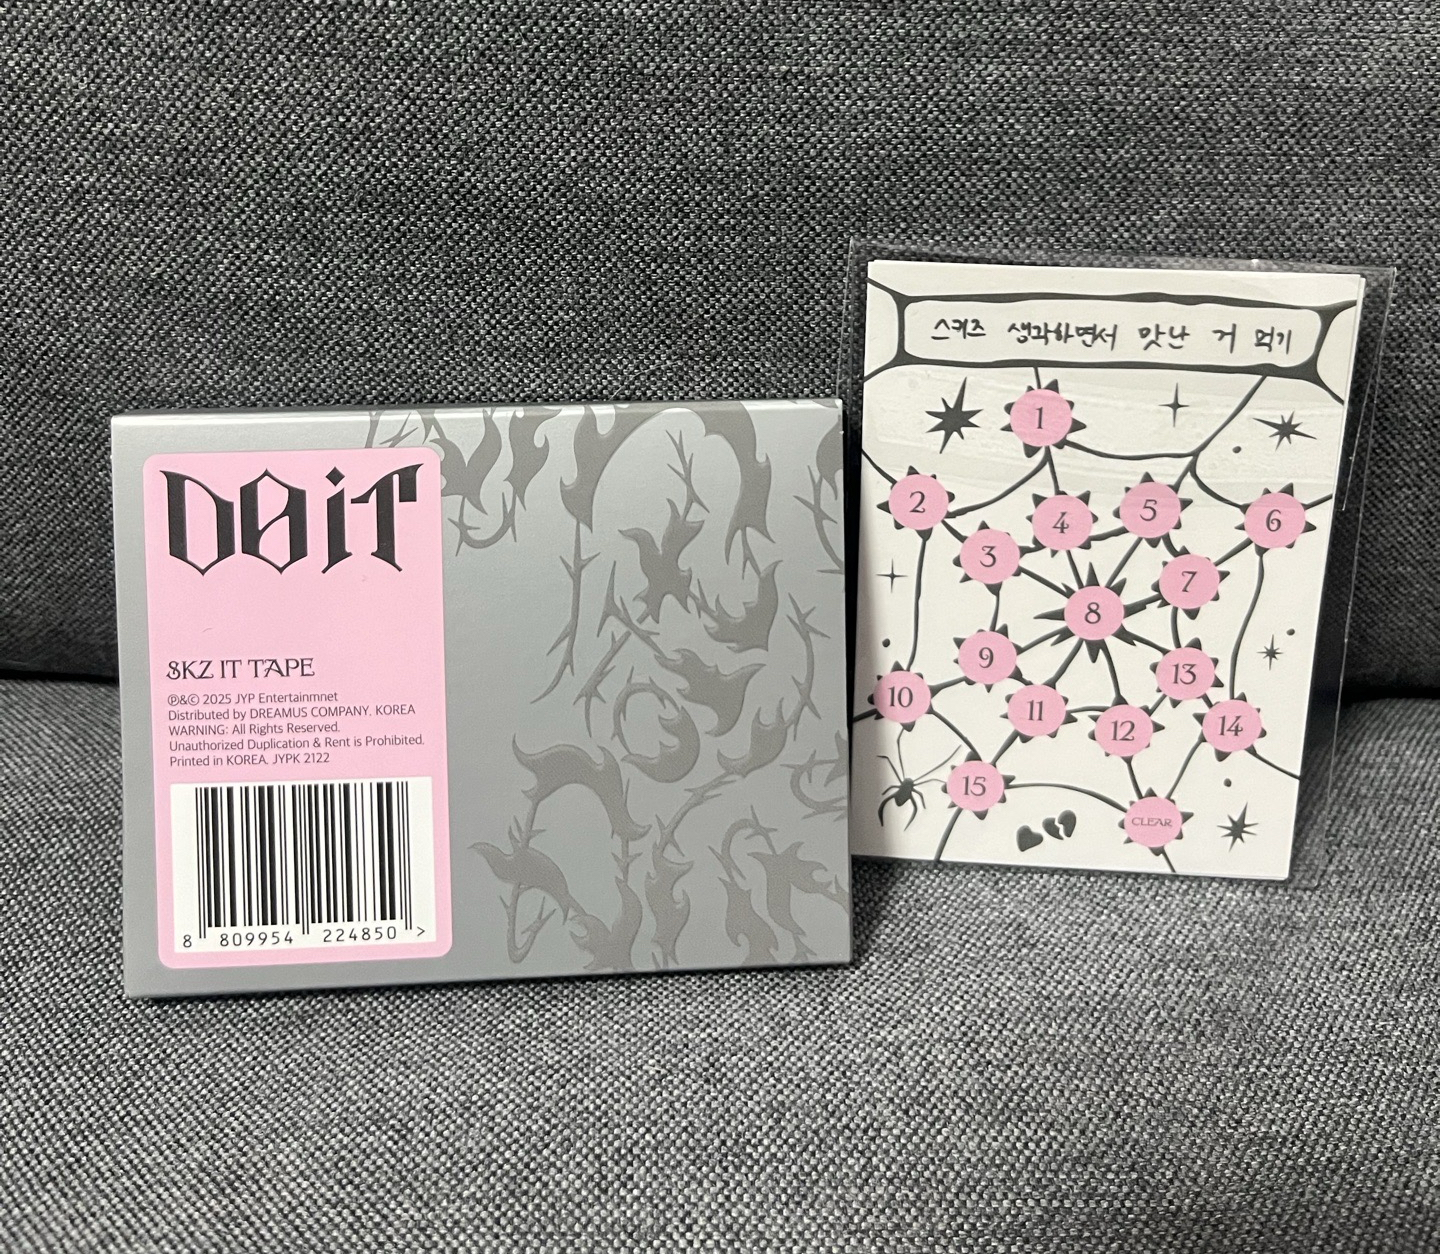 DO iT
SKZ IT TAPE
℗&© 2025 JYP Entertainmnet
Distributed by DREAMUS COMPANY. KOREA
WARNING: All Rights Reserved.
Unauthorized Duplication & Rent is Prohibited.
Printed in KOREA. JYPK 2122
8 809954 224850 >
스키즈 생각하면서 맛난 거 먹기
1
2
4
5
6
3
7
8
9
13
10
11
12
14
15
CLEAR